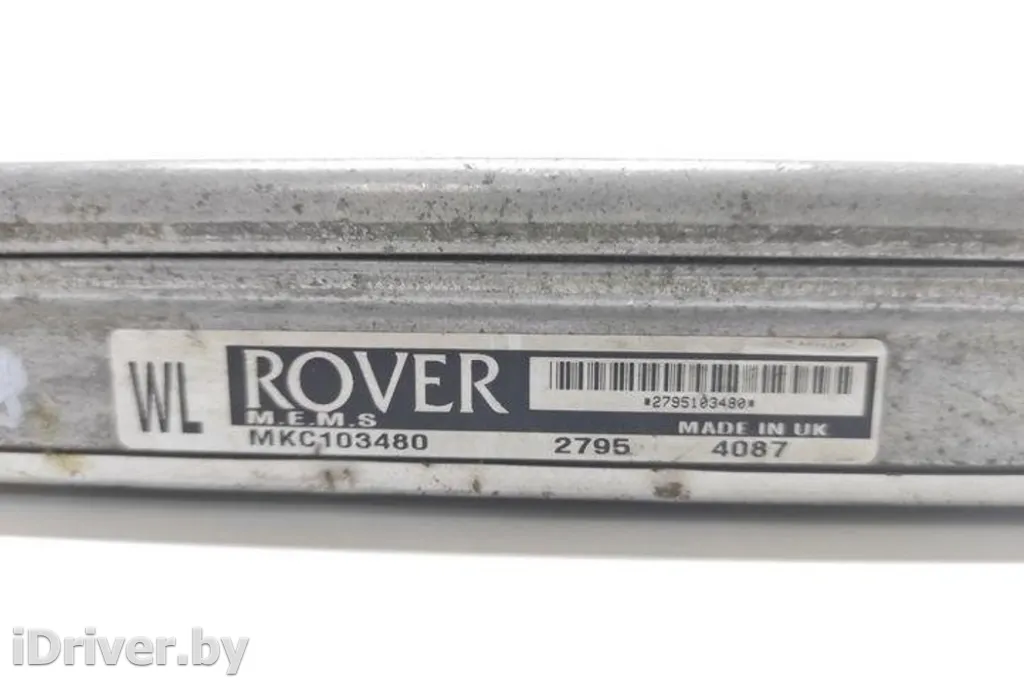 WL
ROVER
*2795103480*
M.E.M.S
MADE IN UK
MKC103480 2795 4087
iDriver.by